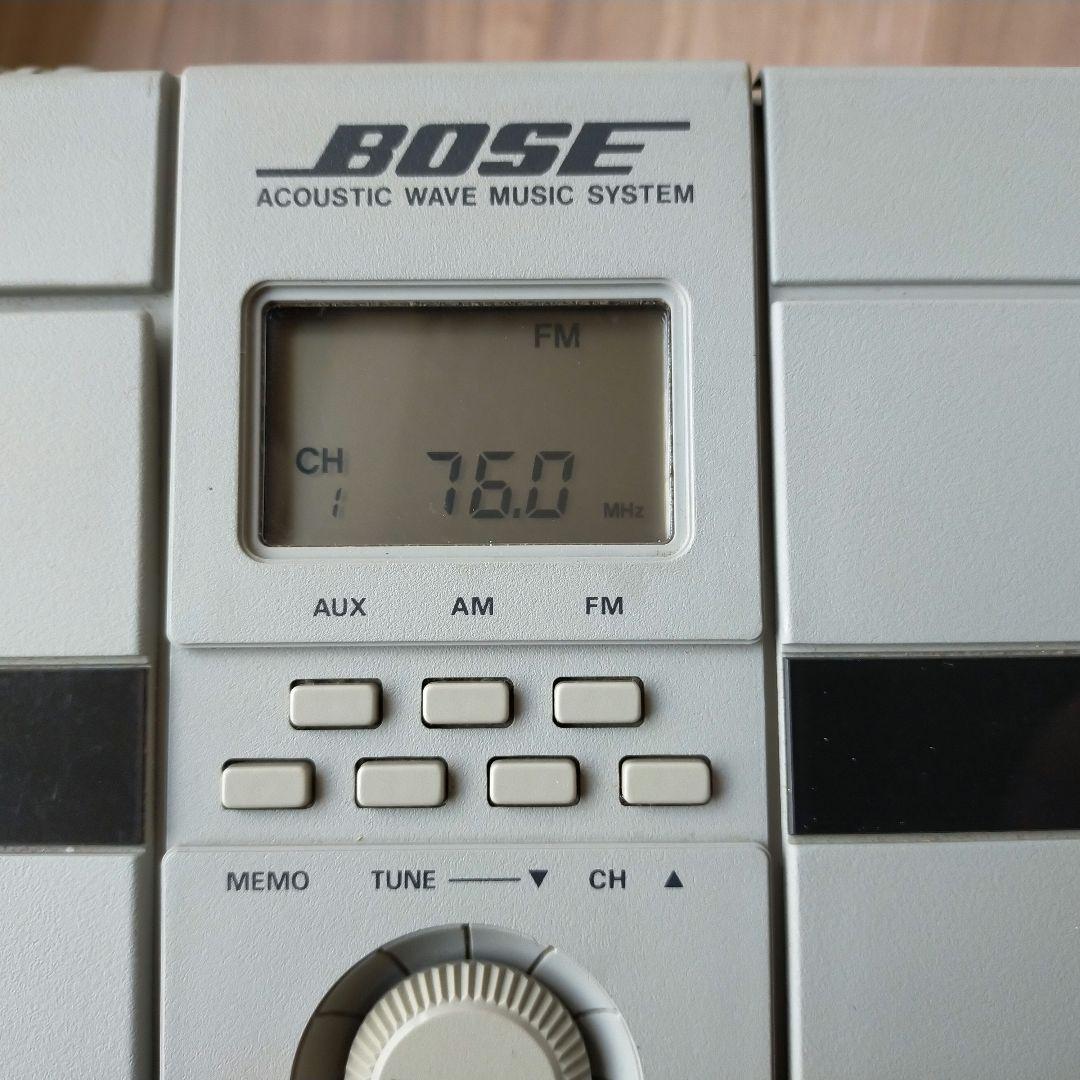 BOSE
ACOUSTIC WAVE MUSIC SYSTEM
FM
CH
1 76.0 MHz
AUX AM FM
MEMO TUNE ▼ CH ▲